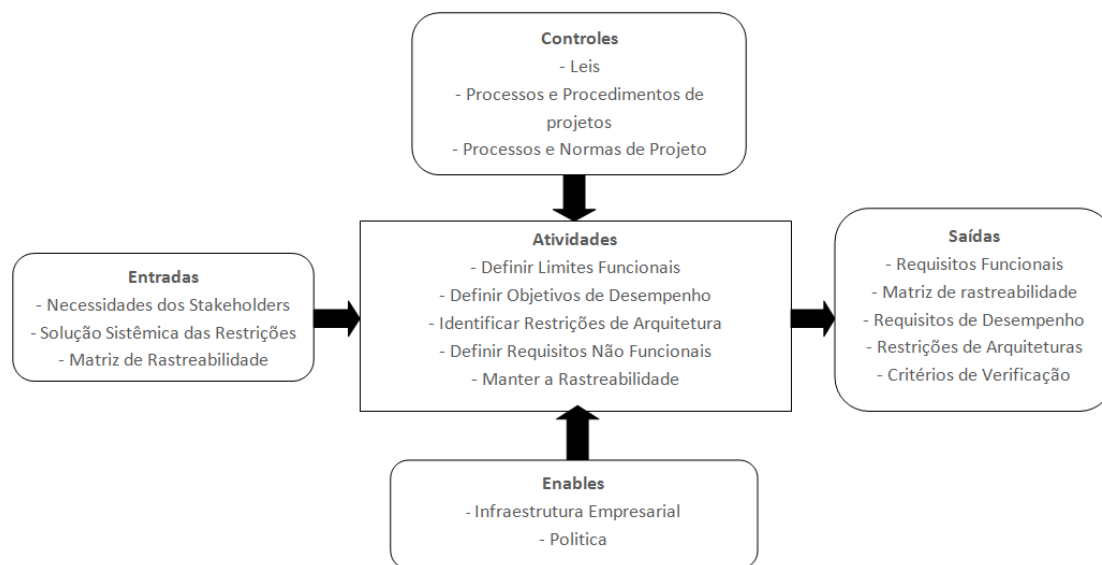 Controles
- Leis
- Processos e Procedimentos de
projetos
- Processos e Normas de Projeto
Entradas
- Necessidades dos Stakeholders
- Solução Sistêmica das Restrições
- Matriz de Rastreabilidade
Atividades
- Definir Limites Funcionais
- Definir Objetivos de Desempenho
- Identificar Restrições de Arquitetura
- Definir Requisitos Não Funcionais
- Manter a Rastreabilidade
Saídas
- Requisitos Funcionais
- Matriz de rastreabilidade
- Requisitos de Desempenho
- Restrições de Arquiteturas
- Critérios de Verificação
Enables
- Infraestrutura Empresarial
- Politica